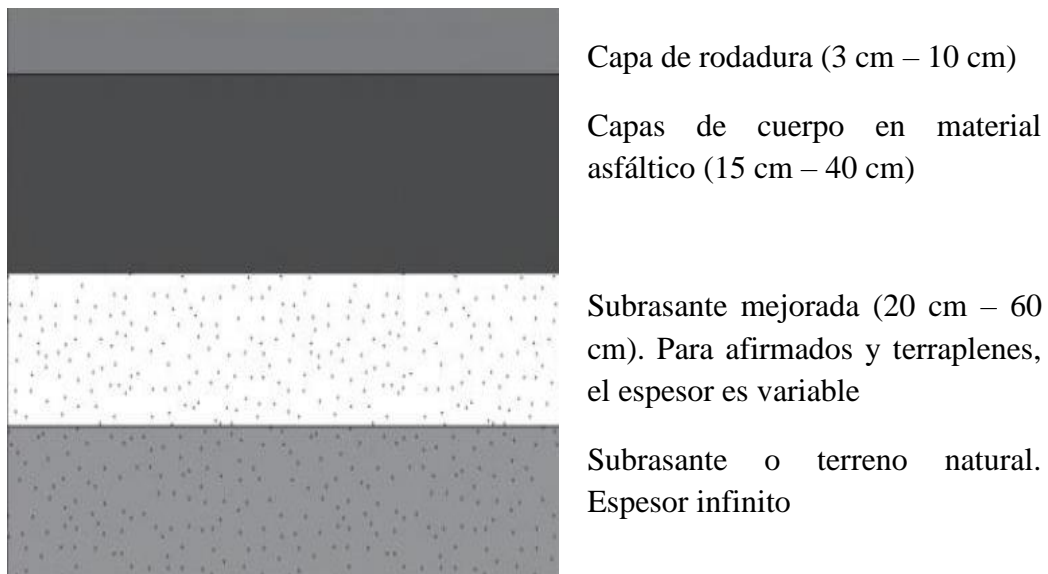 Capa de rodadura (3 cm – 10 cm)
Capas de cuerpo en material
asfáltico (15 cm – 40 cm)
Subrasante mejorada (20 cm – 60
cm). Para afirmados y terraplenes,
el espesor es variable
Subrasante o terreno natural.
Espesor infinito